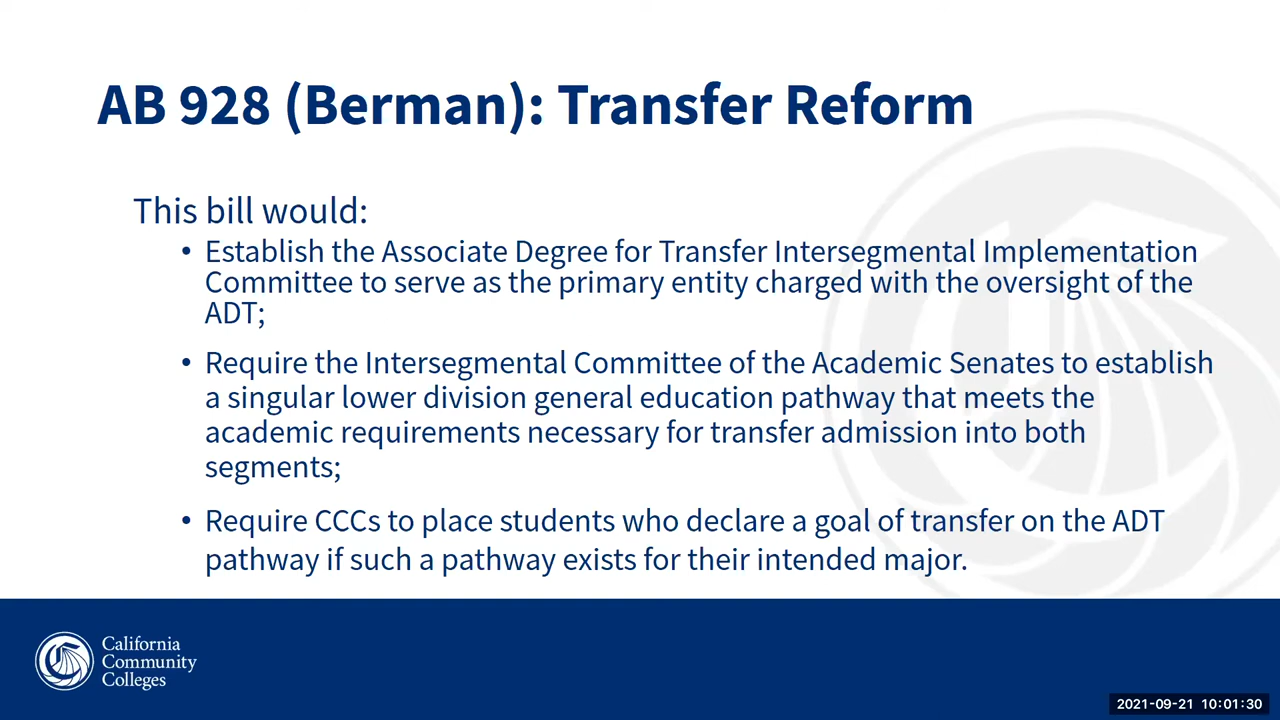 AB 928 (Berman): Transfer Reform
This bill would:
• Establish the Associate Degree for Transfer Intersegmental Implementation
Committee to serve as the primary entity charged with the oversight of the
ADT;
• Require the Intersegmental Committee of the Academic Senates to establish
a singular lower division general education pathway that meets the
academic requirements necessary for transfer admission into both
segments;
• Require CCCs to place students who declare a goal of transfer on the ADT
pathway if such a pathway exists for their intended major.
California
Community
Colleges
2021-09-21 10:01:30